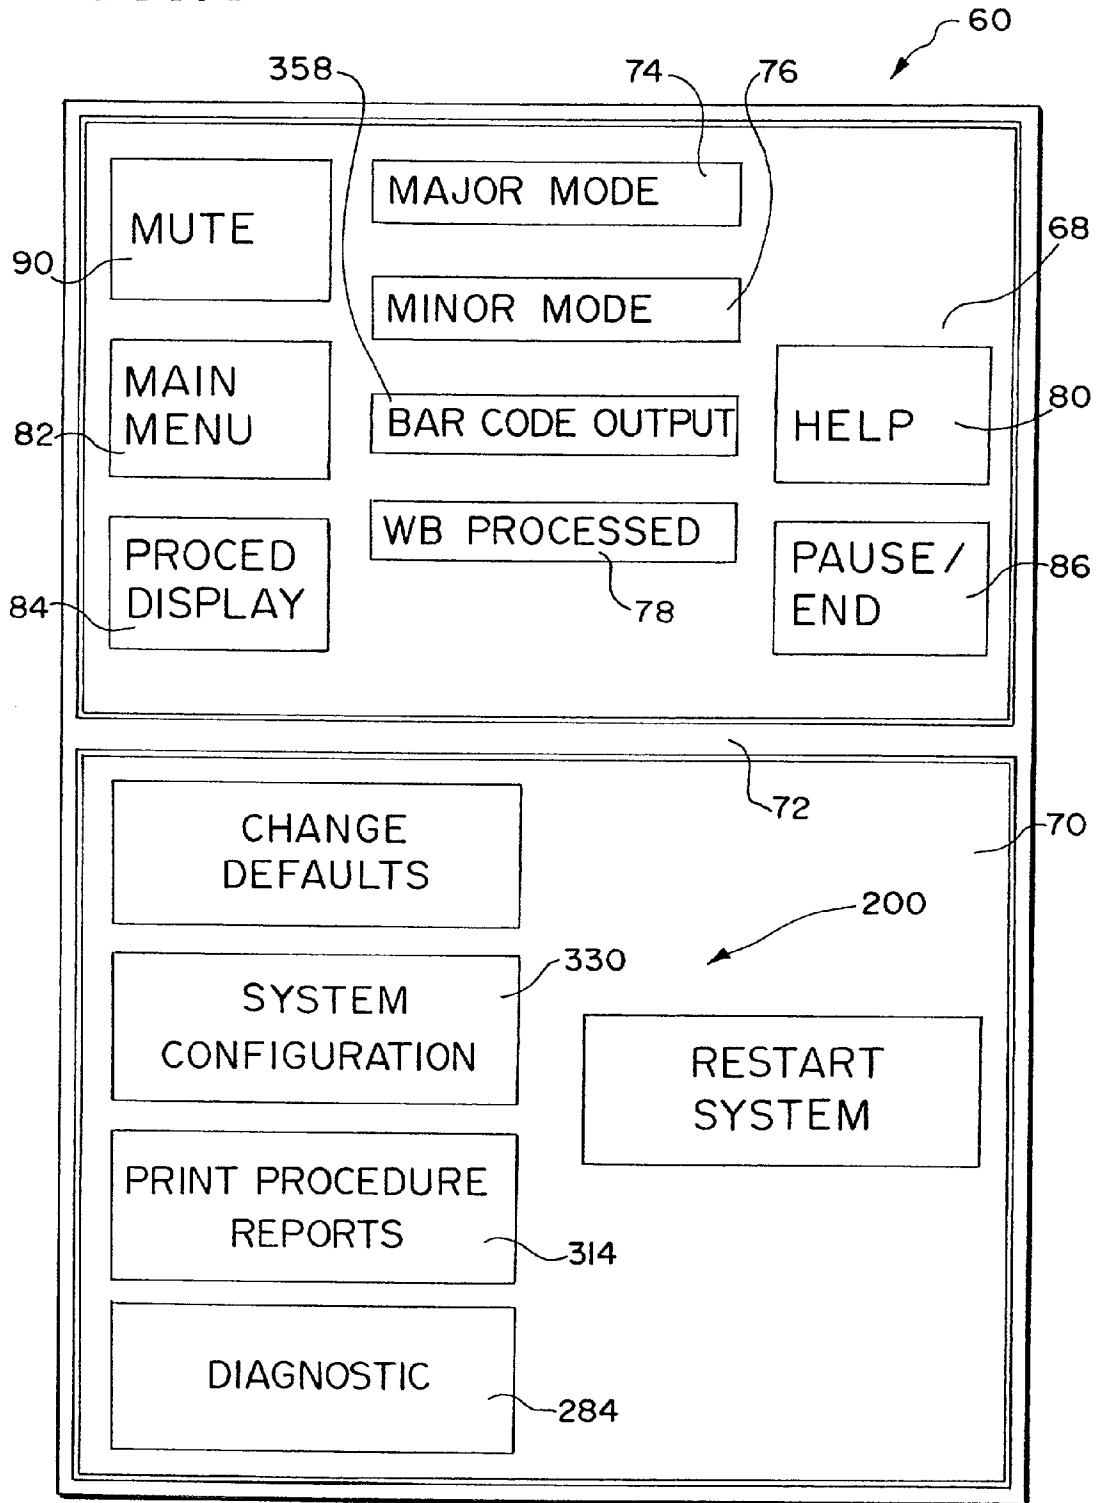 60
358
74
76
MAJOR MODE
MUTE
68
90
MINOR MODE
MAIN
MENU
80
82
BAR CODE OUTPUT
HELP
WB PROCESSED
PROCED
DISPLAY
PAUSE/
END
86
84
78
72
70
CHANGE
DEFAULTS
200
330
SYSTEM
CONFIGURATION
RESTART
SYSTEM
PRINT PROCEDURE
REPORTS
314
DIAGNOSTIC
284